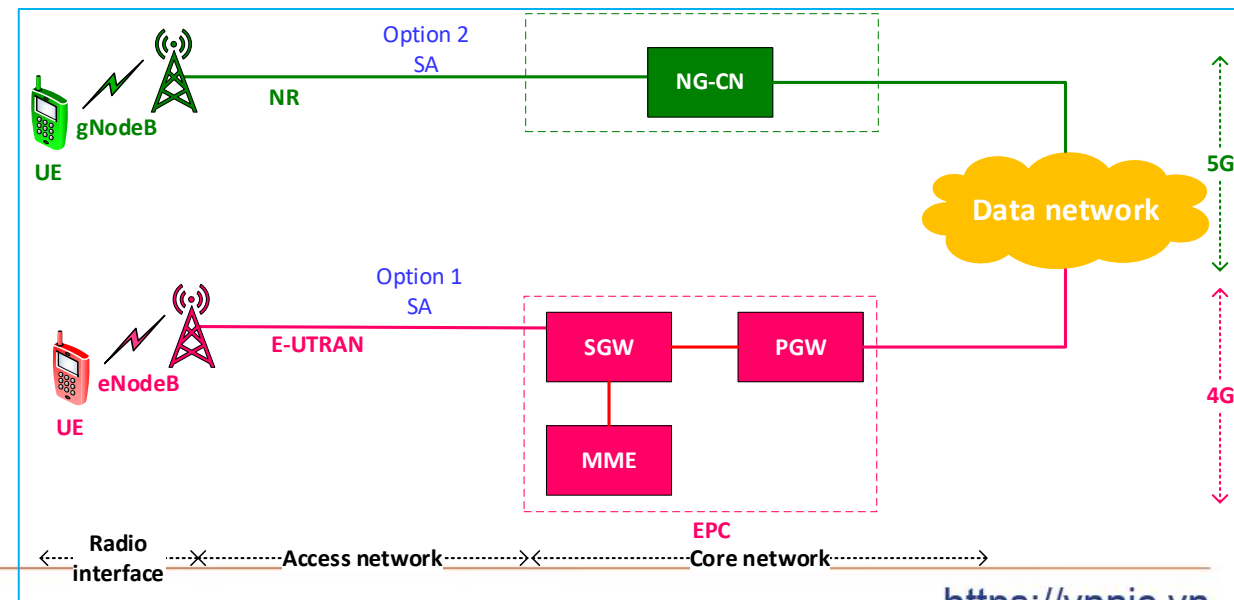 Option 2
SA
NG-CN
NR
gNodeB
UE
5G
Data network
Option 1
SA
E-UTRAN
SGW
PGW
eNodeB
UE
4G
MME
EPC
Radio
interface
Access network
Core network